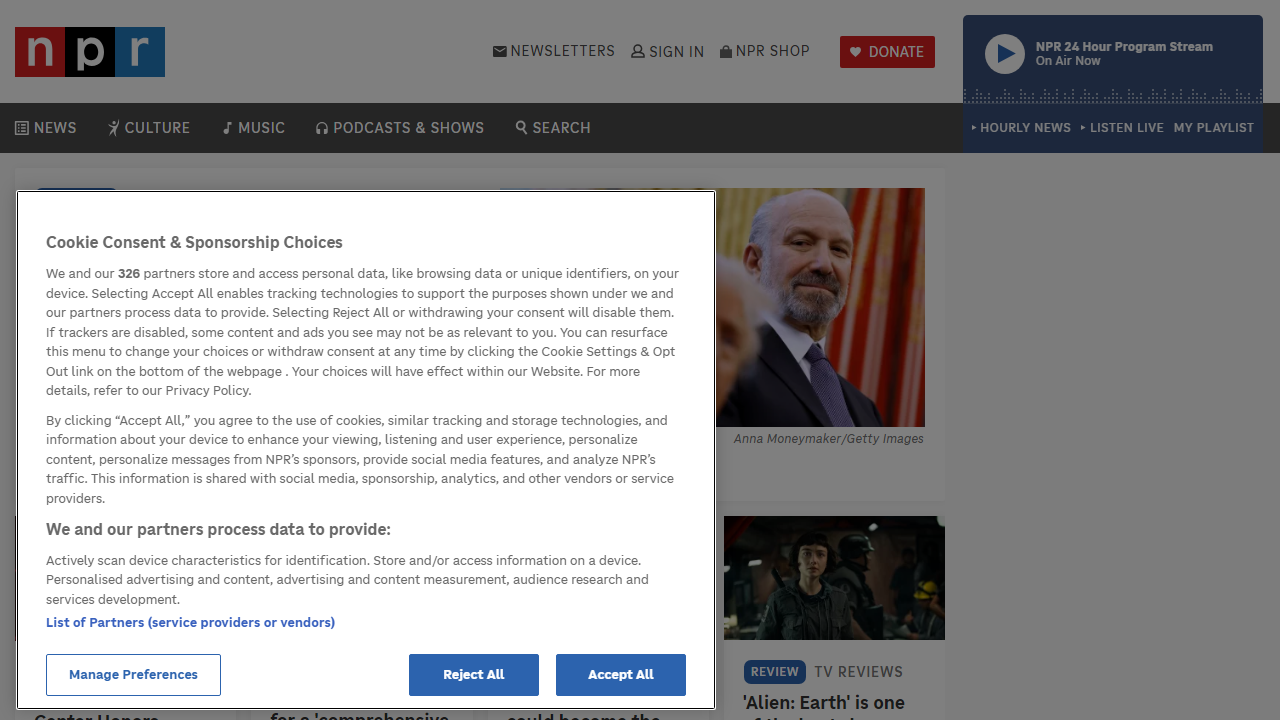 npr
NEWSLETTERS
SIGN IN
NPR SHOP
DONATE
NPR 24 Hour Program Stream
On Air Now
NEWS
CULTURE
MUSIC
PODCASTS & SHOWS
SEARCH
HOURLY NEWS
LISTEN LIVE
MY PLAYLIST
Cookie Consent & Sponsorship Choices
We and our 326 partners store and access personal data, like browsing data or unique identifiers, on your
device. Selecting Accept All enables tracking technologies to support the purposes shown under we and
our partners process data to provide. Selecting Reject All or withdrawing your consent will disable them.
If trackers are disabled, some content and ads you see may not be as relevant to you. You can resurface
this menu to change your choices or withdraw consent at any time by clicking the Cookie Settings & Opt
Out link on the bottom of the webpage . Your choices will have effect within our Website. For more
details, refer to our Privacy Policy.
By clicking “Accept All,” you agree to the use of cookies, similar tracking and storage technologies, and
information about your device to enhance your viewing, listening and user experience, personalize
content, personalize messages from NPR’s sponsors, provide social media features, and analyze NPR’s
traffic. This information is shared with social media, sponsorship, analytics, and other vendors or service
providers.
We and our partners process data to provide:
Actively scan device characteristics for identification. Store and/or access information on a device.
Personalised advertising and content, advertising and content measurement, audience research and
services development.
List of Partners (service providers or vendors)
Manage Preferences
Reject All
Accept All
Anna Moneymaker/Getty Images
REVIEW
TV REVIEWS
'Alien: Earth' is one
Center Honors
for a 'comprehensive
could become the